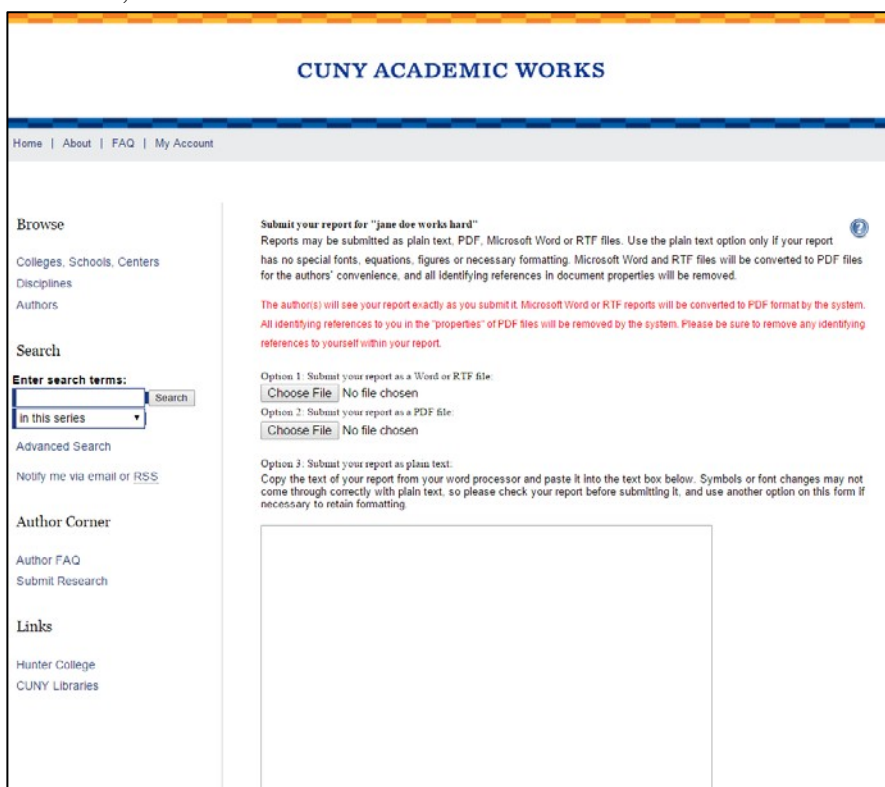 CUNY ACADEMIC WORKS
Home | About | FAQ | My Account
Browse
Colleges, Schools, Centers
Disciplines
Authors
Search
Enter search terms:
Search
in this series
Advanced Search
Notify me via email or RSS
Author Corner
Author FAQ
Submit Research
Links
Hunter College
CUNY Libraries
Submit your report for "jane doe works hard"
Reports may be submitted as plain text, PDF, Microsoft Word or RTF files. Use the plain text option only if your report
has no special fonts, equations, figures or necessary formatting. Microsoft Word and RTF files will be converted to PDF files
for the authors' convenience, and all identifying references in document properties will be removed.
The author(s) will see your report exactly as you submit it. Microsoft Word or RTF reports will be converted to PDF format by the system.
All identifying references to you in the "properties" of PDF files will be removed by the system. Please be sure to remove any identifying
references to yourself within your report.
Option 1: Submit your report as a Word or RTF file:
Choose File No file chosen
Option 2: Submit your report as a PDF file:
Choose File No file chosen
Option 3: Submit your report as plain text:
Copy the text of your report from your word processor and paste it into the text box below. Symbols or font changes may not
come through correctly with plain text, so please check your report before submitting it, and use another option on this form if
necessary to retain formatting.